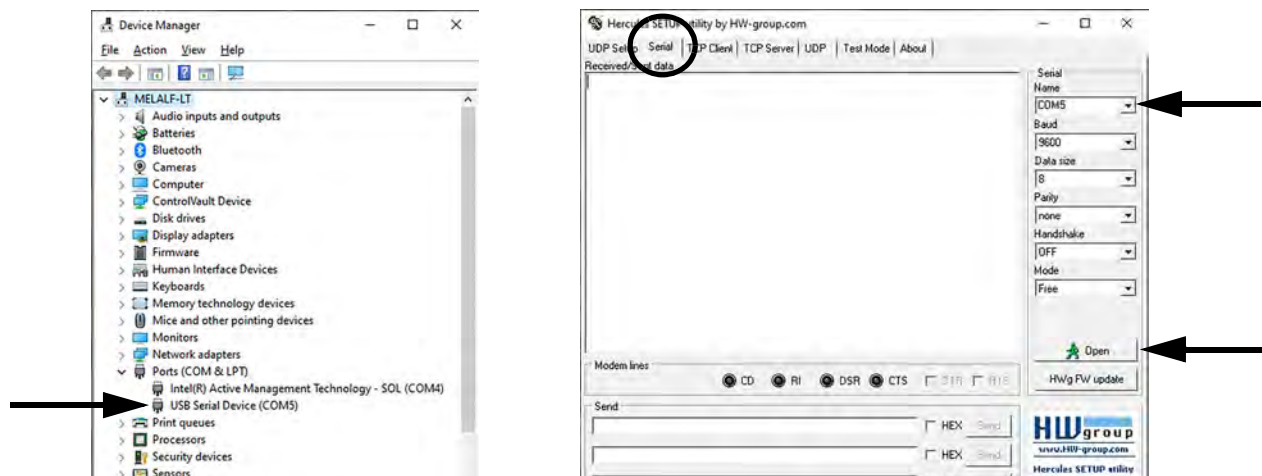 Device Manager
File Action View Help
MELALF-LT
Audio inputs and outputs
Batteries
Bluetooth
Cameras
Computer
ControlVault Device
Disk drives
Display adapters
Firmware
Human Interface Devices
Keyboards
Memory technology devices
Mice and other pointing devices
Monitors
Network adapters
Ports (COM & LPT)
Intel(R) Active Management Technology - SOL (COM4)
USB Serial Device (COM5)
Print queues
Processors
Security devices
Sensors
Hercules SETUP utility by HW-group.com
UDP Setup Serial TCP Client TCP Server UDP Test Mode About
Received/Sent data
Serial
Name
COM5
Baud
9600
Data size
8
Parity
none
Handshake
OFF
Mode
Free
Open
HWg FW update
Modem lines
CD RI DSR CTS DTR RTS
Send
HEX Send
HEX Send
HW group
www.HW-group.com
Hercules SETUP utility